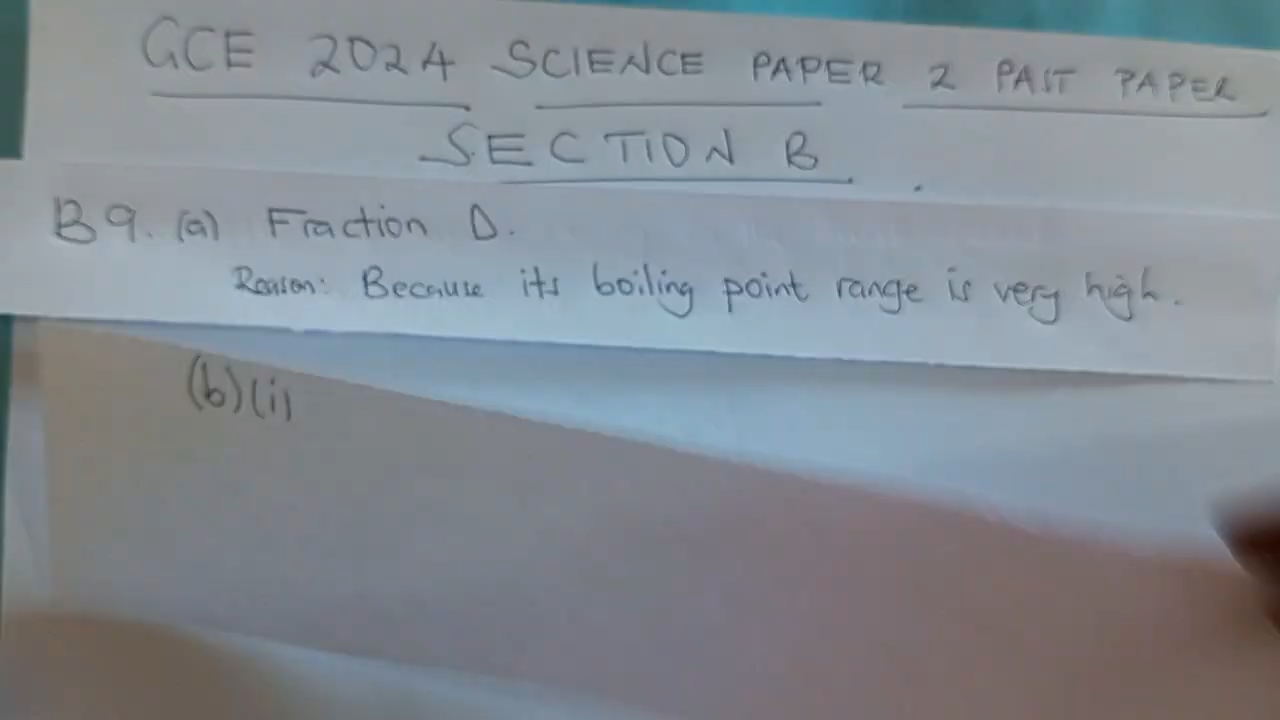 GCE 2024 SCIENCE PAPER 2 PAST PAPER
SECTION B
B9. (a) Fraction D.
Reason: Because its boiling point range is very high.
(b)(i)